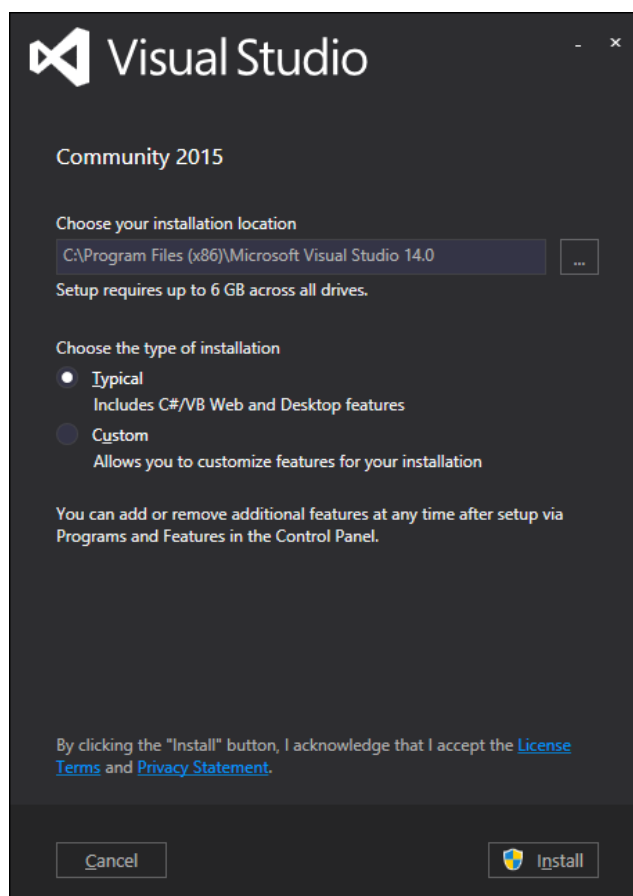 Visual Studio
Community 2015
Choose your installation location
C:\Program Files (x86)\Microsoft Visual Studio 14.0
...
Setup requires up to 6 GB across all drives.
Choose the type of installation
Typical
Includes C#/VB Web and Desktop features
Custom
Allows you to customize features for your installation
You can add or remove additional features at any time after setup via
Programs and Features in the Control Panel.
By clicking the "Install" button, I acknowledge that I accept the License
Terms and Privacy Statement.
Cancel
Install